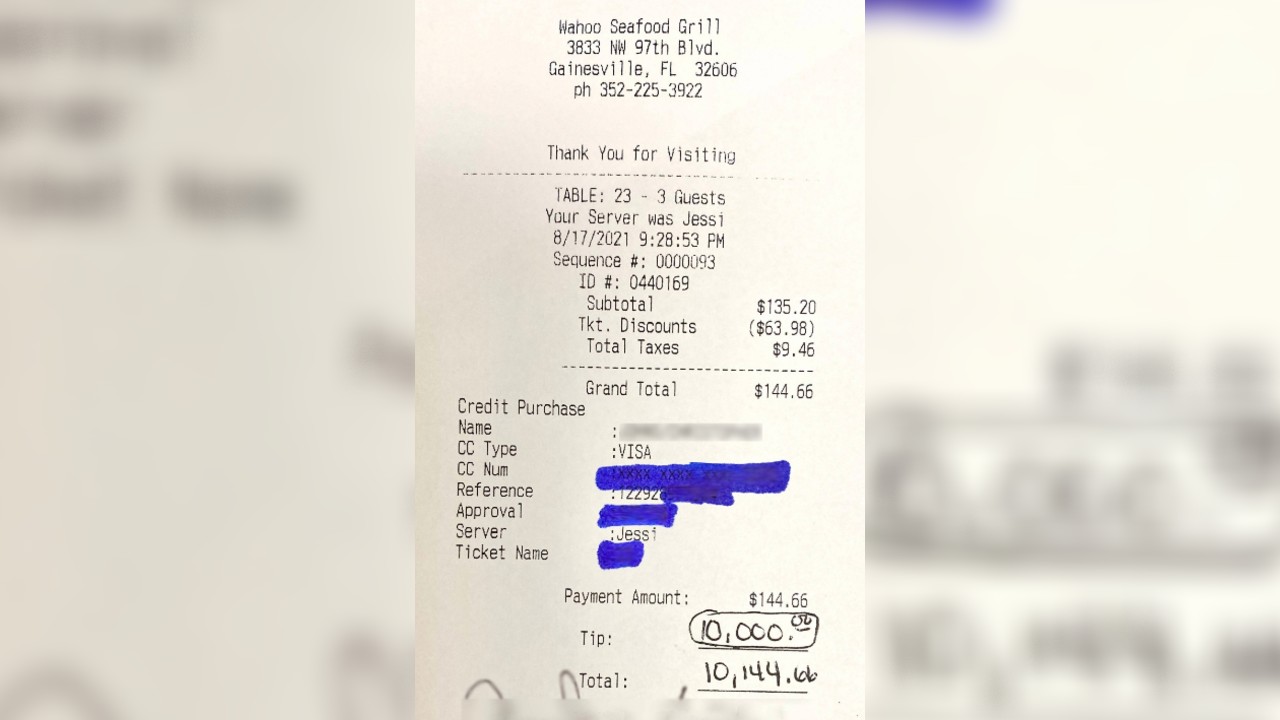 Wahoo Seafood Grill
3833 NW 97th Blvd.
Gainesville, FL 32606
ph 352-225-3922
Thank You for Visiting
TABLE: 23 - 3 Guests
Your Server was Jessi
8/17/2021 9:28:53 PM
Sequence #: 0000093
ID #: 0440169
Subtotal $135.20
Tkt. Discounts ($63.98)
Total Taxes $9.46
Grand Total $144.66
Credit Purchase
Name :
CC Type :VISA
CC Num
Reference :122928
Approval
Server :Jessi
Ticket Name
Payment Amount: $144.66
Tip: 10,000.00
Total: 10,144.66